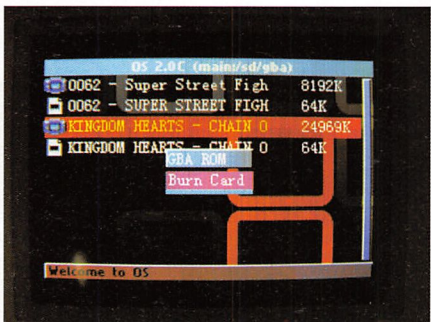 OS 2.0C (main:/sd/gba)
0062 - Super Street Figh 8192K
0062 - SUPER STREET FIGH 64K
KINGDOM HEARTS - CHAIN O 24969K
KINGDOM HEARTS - CHAIN O 64K
GBA ROM
Burn Card
Welcome to OS